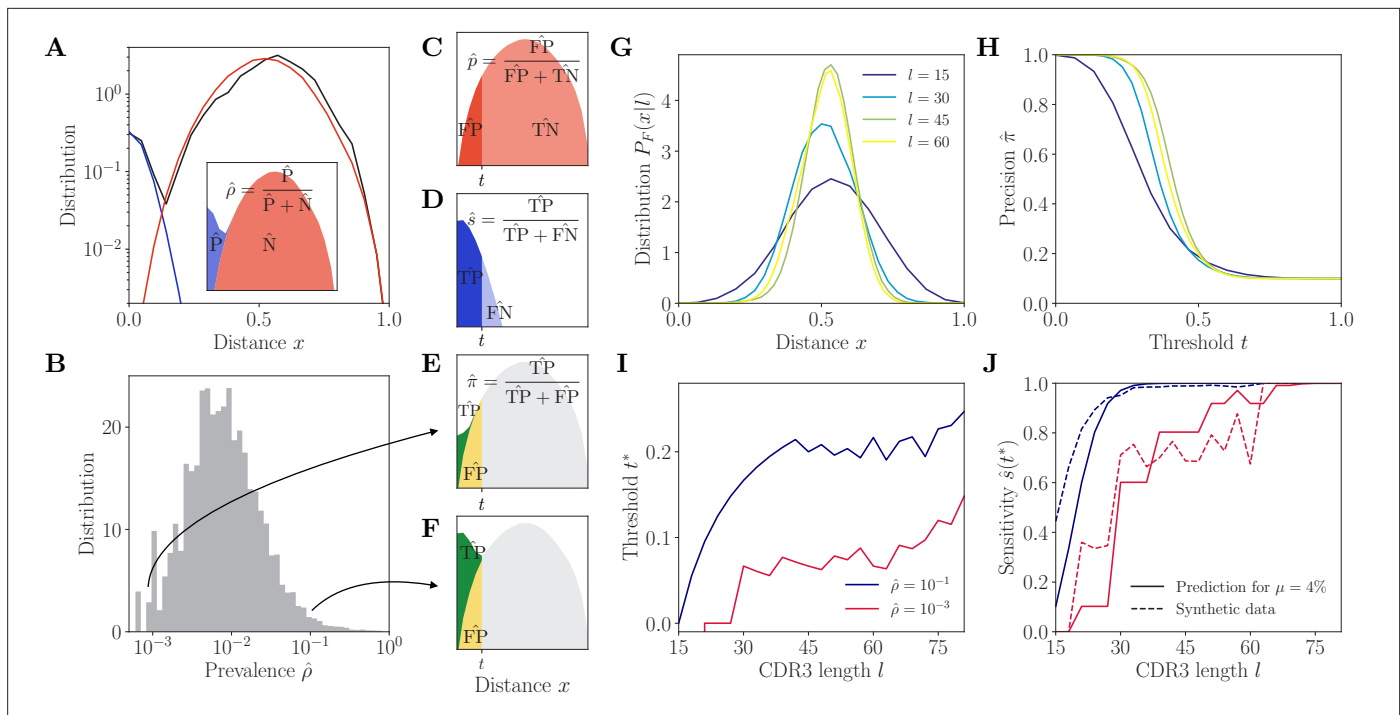 A
Distribution
10⁰
10⁻¹
10⁻²
ρ̂ = P̂ / (P̂ + N̂)
P̂
N̂
0.0
0.5
1.0
Distance x
B
Distribution
20
10
0
10⁻³
10⁻²
10⁻¹
10⁰
Prevalence ρ̂
C
p̂ = F̂P / (F̂P + T̂N)
F̂P
T̂N
t
D
ŝ = T̂P / (T̂P + F̂N)
T̂P
F̂N
t
E
π̂ = T̂P / (T̂P + F̂P)
T̂P
F̂P
t
F
T̂P
F̂P
t
Distance x
G
Distribution P_F(x|l)
4
3
2
1
0
l = 15
l = 30
l = 45
l = 60
0.0
0.5
1.0
Distance x
H
Precision π̂
1.0
0.8
0.6
0.4
0.2
0.0
0.0
0.5
1.0
Threshold t
I
Threshold t*
0.2
0.1
0.0
ρ̂ = 10⁻¹
ρ̂ = 10⁻³
15
30
45
60
75
CDR3 length l
J
Sensitivity ŝ(t*)
1.0
0.8
0.6
0.4
0.2
0.0
Prediction for μ = 4%
Synthetic data
15
30
45
60
75
CDR3 length l